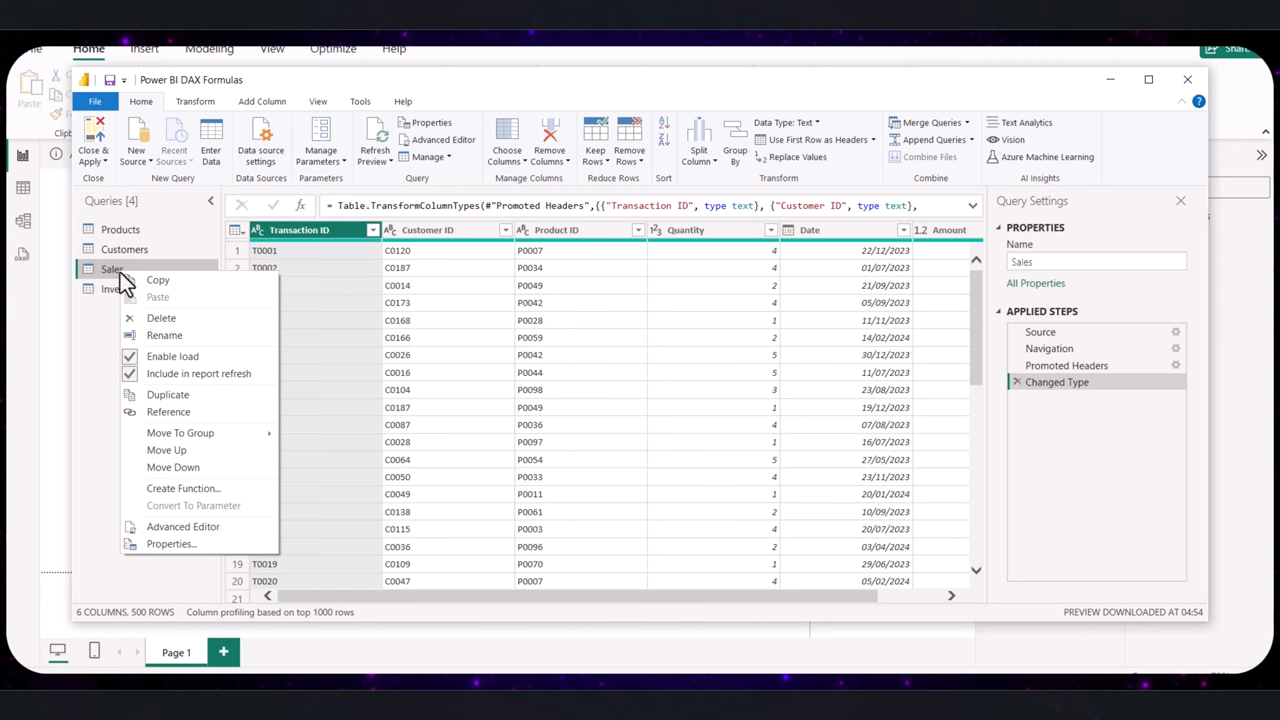 Home Insert Modeling View Optimize Help
Share
Paste
Power BI DAX Formulas
File Home Transform Add Column View Tools Help
Close & Apply
New Source
Recent Sources
Enter Data
Data source settings
Manage Parameters
Refresh Preview
Properties
Advanced Editor
Manage
Choose Columns
Remove Columns
Keep Rows
Remove Rows
Split Column
Group By
Data Type: Text
Use First Row as Headers
Replace Values
Merge Queries
Append Queries
Combine Files
Text Analytics
Vision
Azure Machine Learning
Close New Query Data Sources Parameters Query Manage Columns Reduce Rows Sort Transform Combine AI Insights
Queries [4]
Products
Customers
Sales
Copy
Paste
Delete
Rename
Enable load
Include in report refresh
Duplicate
Reference
Move To Group
Move Up
Move Down
Create Function...
Convert To Parameter
Advanced Editor
Properties...
= Table.TransformColumnTypes(#"Promoted Headers",{{"Transaction ID", type text}, {"Customer ID", type text},
Transaction ID Customer ID Product ID Quantity Date Amount
1 T0001 C0120 P0007 4 22/12/2023
2 T0002 C0187 P0034 4 01/07/2023
C0014 P0049 2 21/09/2023
C0173 P0042 4 05/09/2023
C0168 P0028 1 11/11/2023
C0166 P0059 2 14/02/2024
C0026 P0042 5 30/12/2023
C0016 P0044 5 11/07/2023
C0104 P0098 3 23/08/2023
C0187 P0049 1 19/12/2023
C0087 P0036 4 07/08/2023
C0028 P0097 1 16/07/2023
C0064 P0054 5 27/05/2023
C0050 P0033 4 23/11/2023
C0049 P0011 1 20/01/2024
C0138 P0061 2 10/09/2023
C0115 P0003 4 20/07/2023
C0036 P0096 2 03/04/2024
19 T0019 C0109 P0070 1 29/06/2023
20 T0020 C0047 P0007 4 05/02/2024
21
Query Settings
PROPERTIES
Name
Sales
All Properties
APPLIED STEPS
Source
Navigation
Promoted Headers
Changed Type
6 COLUMNS, 500 ROWS Column profiling based on top 1000 rows
PREVIEW DOWNLOADED AT 04:54
Page 1